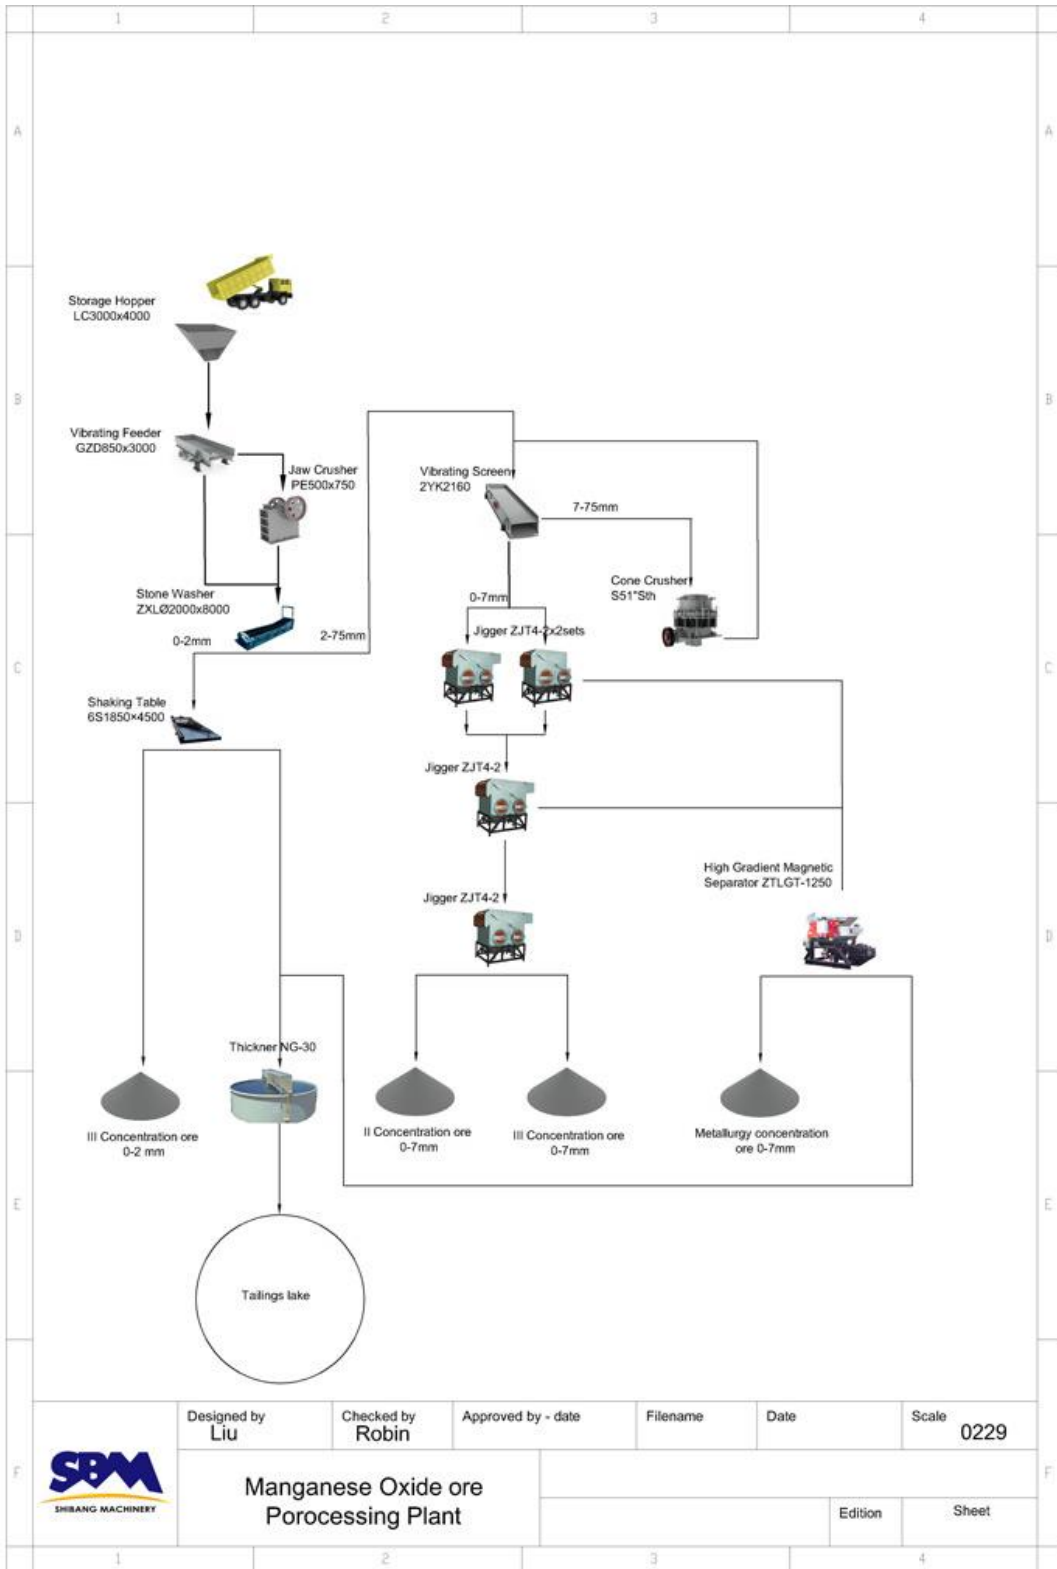 1 2 3 4
A A
Storage Hopper
LC3000x4000
B B
Vibrating Feeder
GZD850x3000
Jaw Crusher
PE500x750
Vibrating Screen
2YK2160
7-75mm
Stone Washer
ZXLØ2000x8000
0-7mm
Cone Crusher
S51"Sth
0-2mm
2-75mm
Jigger ZJT4-2x2sets
C C
Shaking Table
6S1850×4500
Jigger ZJT4-2
High Gradient Magnetic
Separator ZTLGT-1250
Jigger ZJT4-2
D D
Thickner NG-30
III Concentration ore
0-2 mm
II Concentration ore
0-7mm
III Concentration ore
0-7mm
Metallurgy concentration
ore 0-7mm
E E
Tailings lake
Designed by
Liu
Checked by
Robin
Approved by - date
Filename
Date
Scale
0229
F F
SBM
SHIBANG MACHINERY
Manganese Oxide ore
Porocessing Plant
Edition
Sheet
1 2 3 4